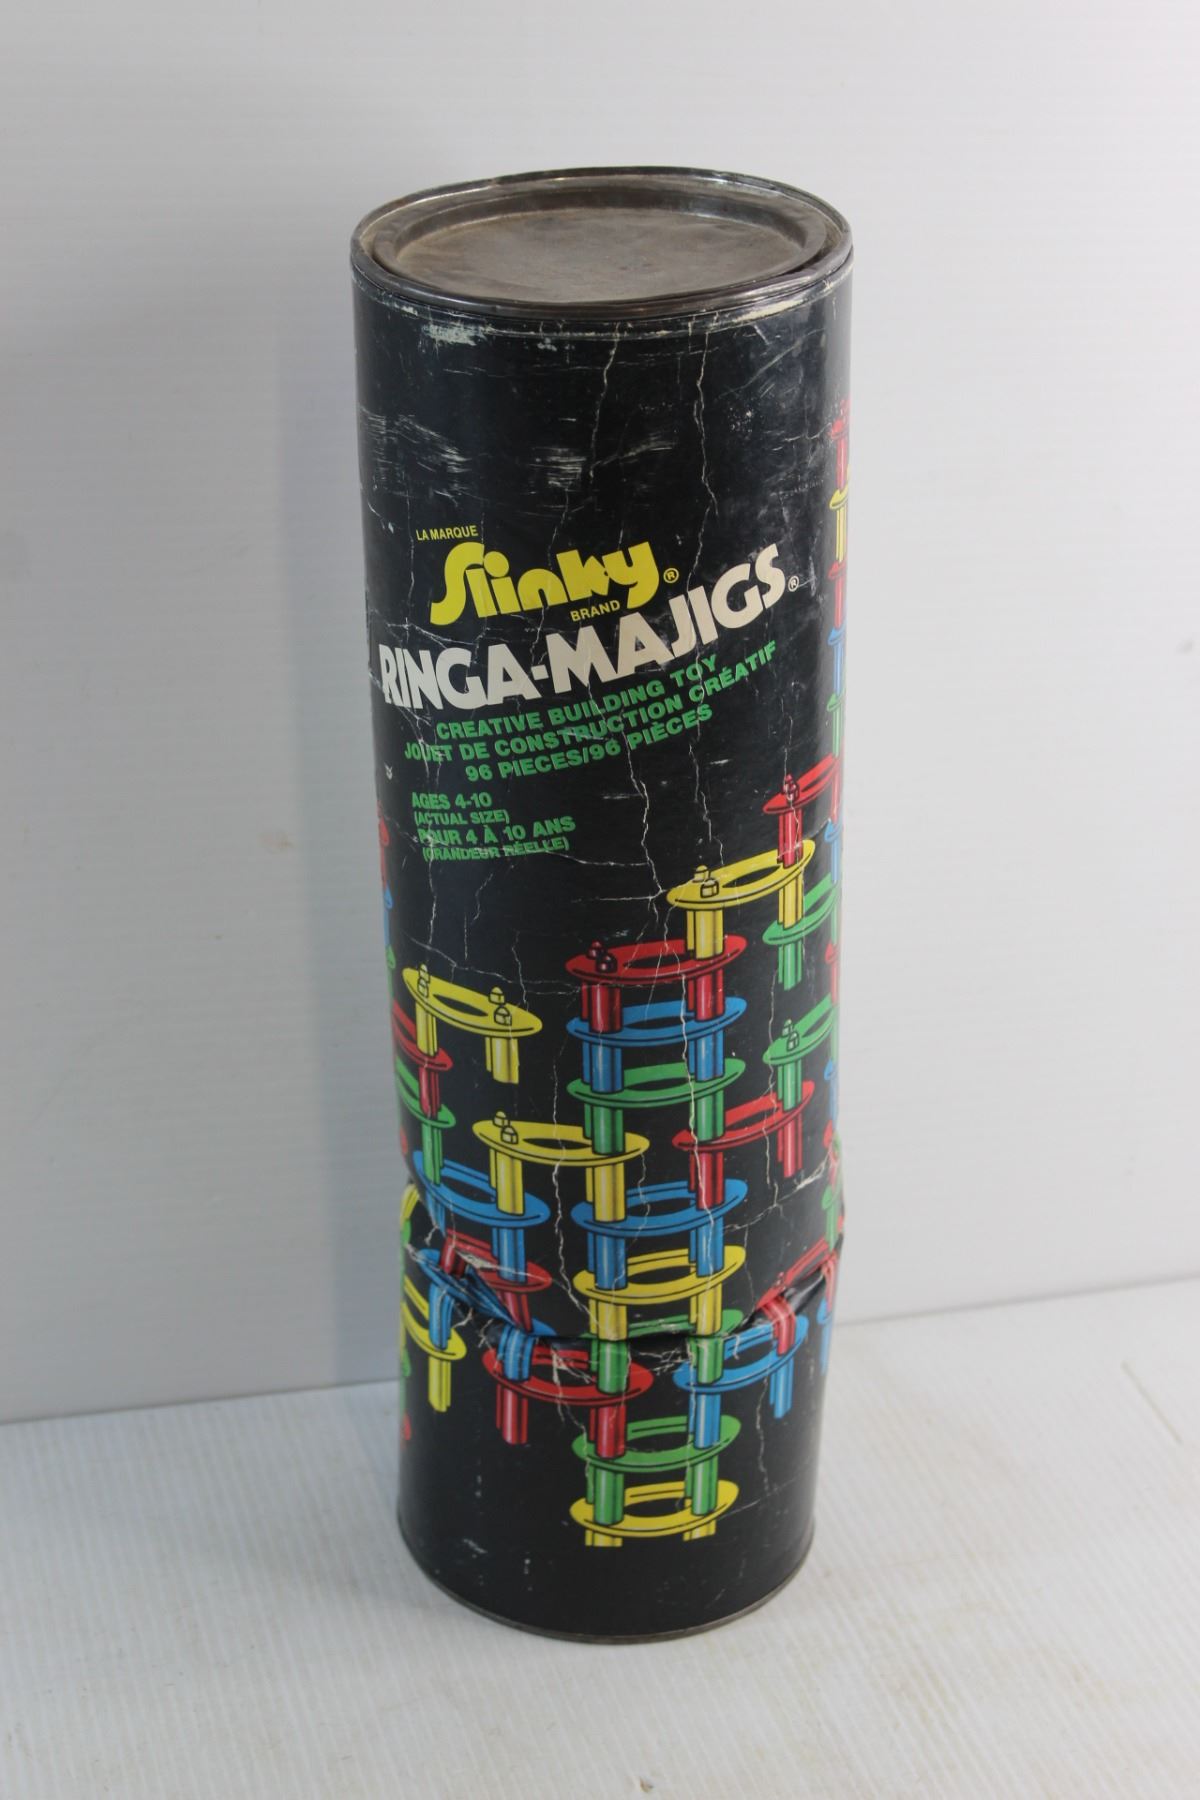 LA MARQUE
Slinky®
BRAND
RINGA-MAJIGS®
CREATIVE BUILDING TOY
JOUET DE CONSTRUCTION CRÉATIF
96 PIECES/96 PIÈCES
AGES 4-10
(ACTUAL SIZE)
POUR 4 À 10 ANS
(GRANDEUR RÉELLE)